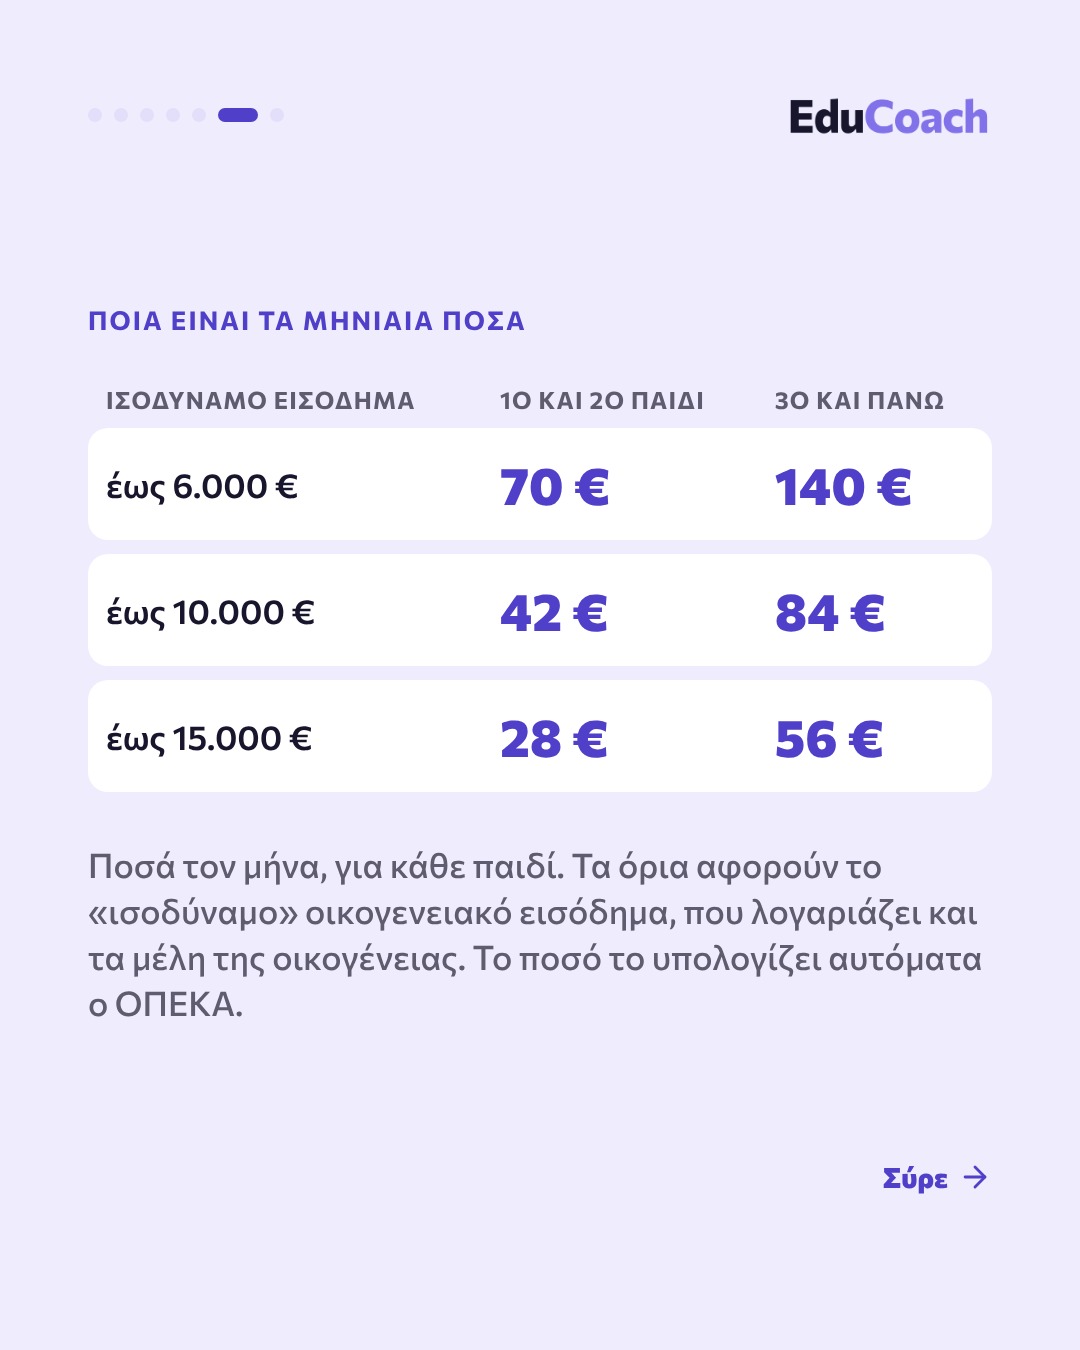 EduCoach
ΠΟΙΑ ΕΙΝΑΙ ΤΑ ΜΗΝΙΑΙΑ ΠΟΣΑ
ΙΣΟΔΥΝΑΜΟ ΕΙΣΟΔΗΜΑ 1Ο ΚΑΙ 2Ο ΠΑΙΔΙ 3Ο ΚΑΙ ΠΑΝΩ
έως 6.000 € 70 € 140 €
έως 10.000 € 42 € 84 €
έως 15.000 € 28 € 56 €
Ποσά τον μήνα, για κάθε παιδί. Τα όρια αφορούν το
«ισοδύναμο» οικογενειακό εισόδημα, που λογαριάζει και
τα μέλη της οικογένειας. Το ποσό το υπολογίζει αυτόματα
ο ΟΠΕΚΑ.
Σύρε →